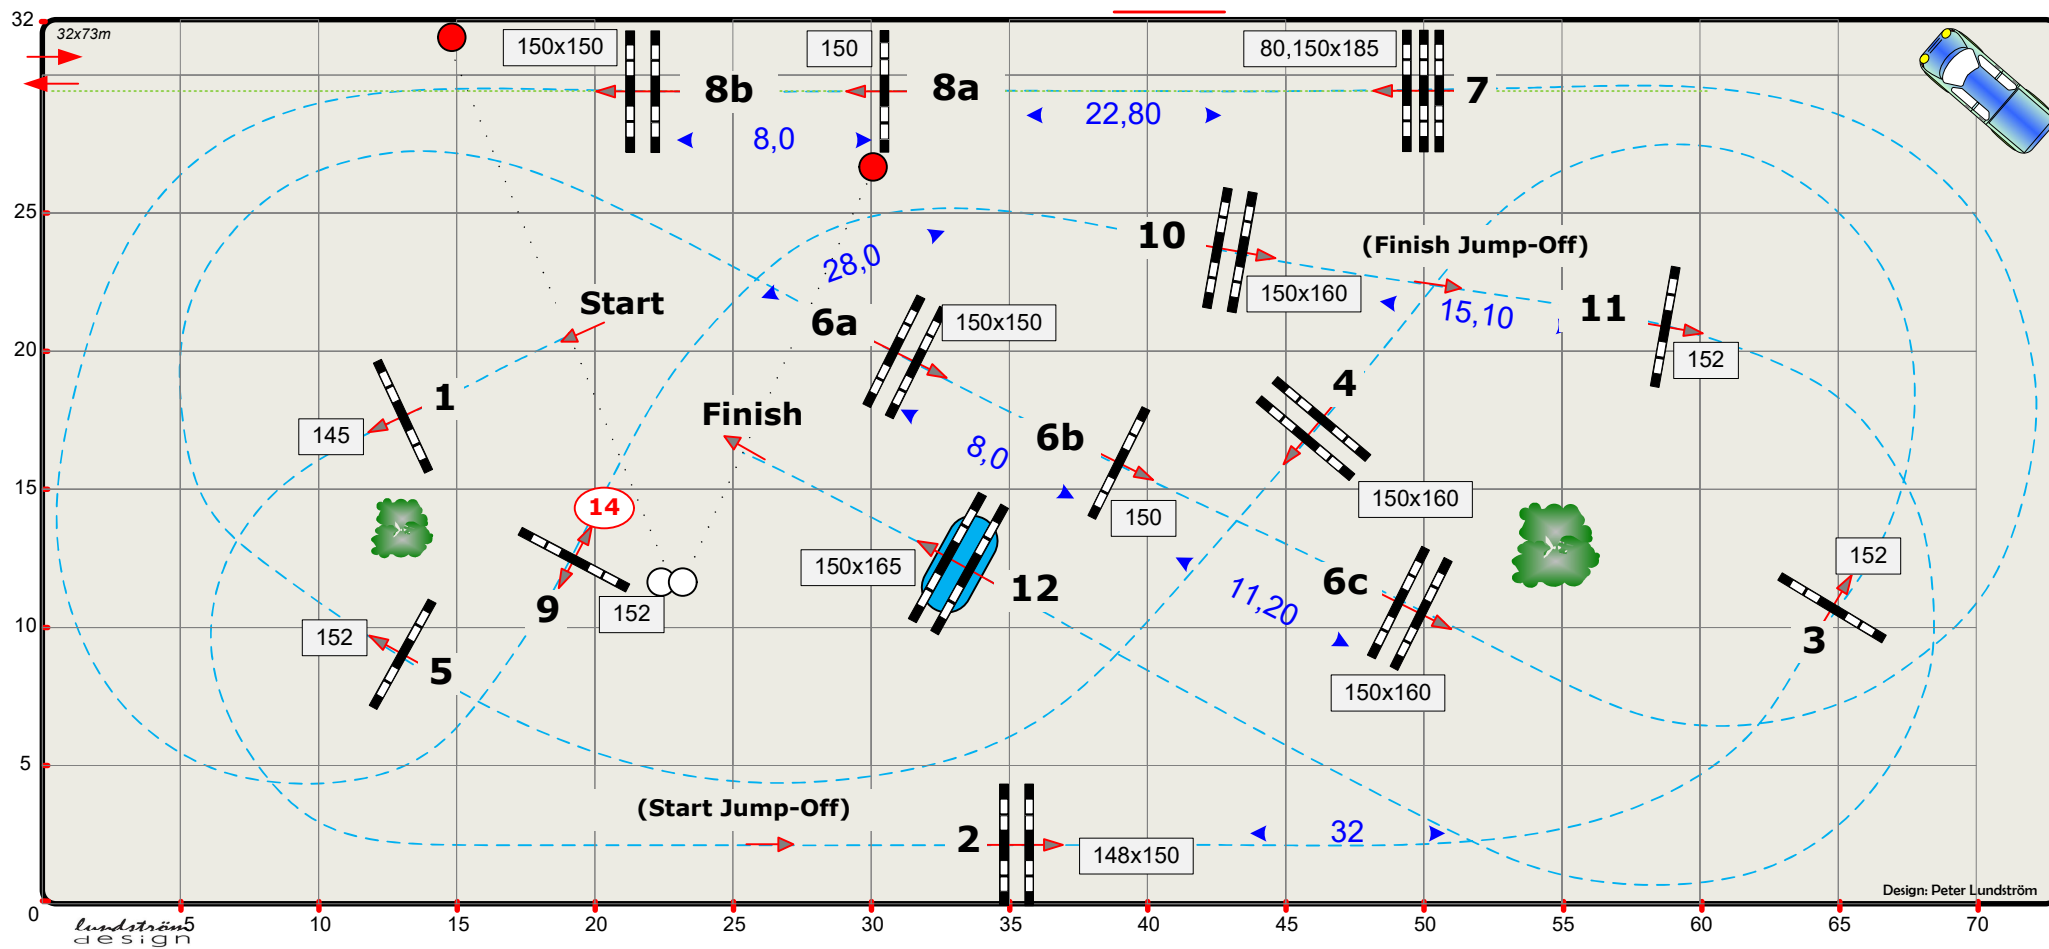 32
32x73m
150x150
150
80,150x185
8b
8a
7
8,0
22,80
25
10
(Finish Jump-Off)
28,0
Start
6a
150x150
150x160
15,10
11
20
152
1
4
145
Finish
6b
8,0
15
14
150
150x160
150x165
12
11,20
6c
152
9
152
10
152
5
3
150x160
5
(Start Jump-Off)
2
148x150
32
Design: Peter Lundström
0
5
10
15
20
25
30
35
40
45
50
55
60
65
70
lundström
design